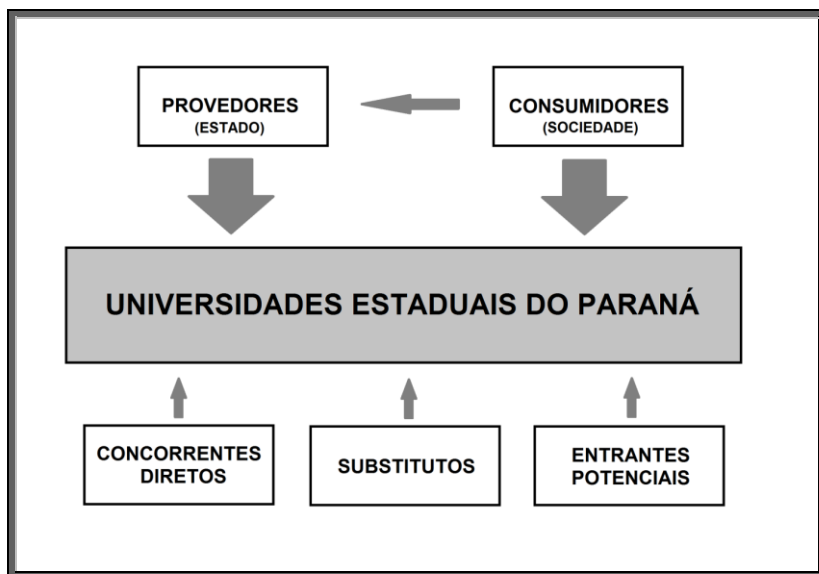 PROVEDORES
(ESTADO)
CONSUMIDORES
(SOCIEDADE)
UNIVERSIDADES ESTADUAIS DO PARANÁ
CONCORRENTES
DIRETOS
SUBSTITUTOS
ENTRANTES
POTENCIAIS